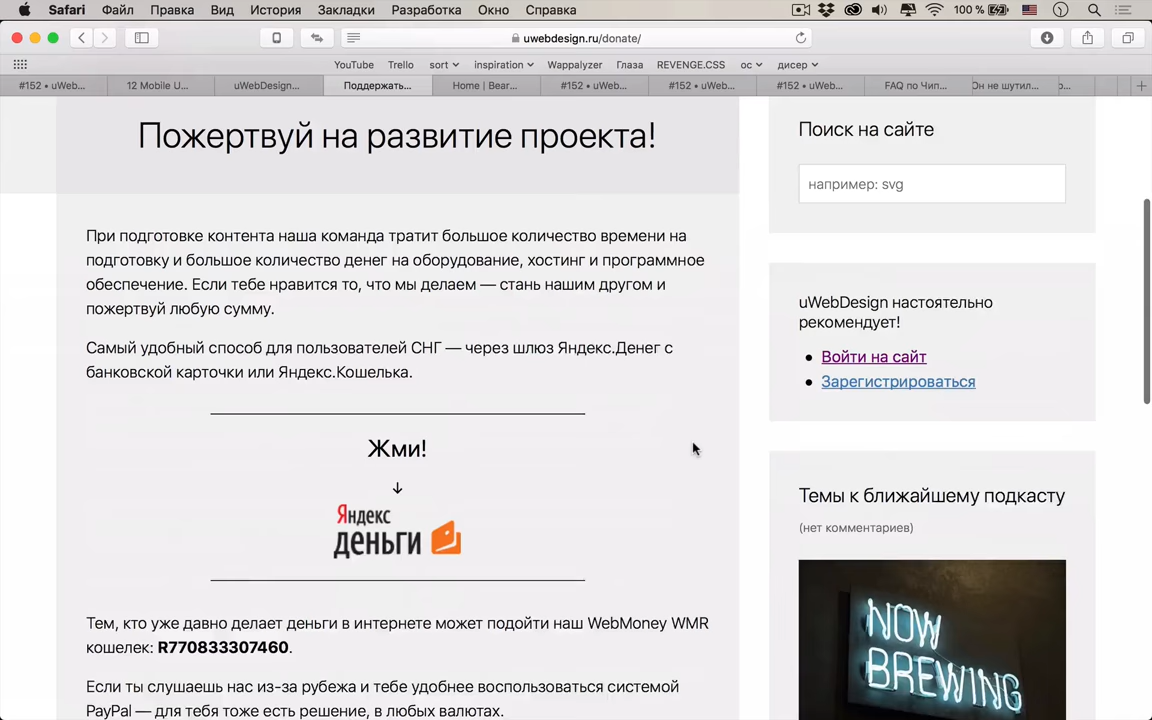 Safari Файл Правка Вид История Закладки Разработка Окно Справка 100 %
uwebdesign.ru/donate/
YouTube Trello sort inspiration Wappalyzer Глаза REVENGE.CSS ос дисер
#152 • uWeb... 12 Mobile U... uWebDesign... Поддержать... Home | Bear... #152 • uWeb... #152 • uWeb... #152 • uWeb... FAQ по Чип... Он не шутил...
Пожертвуй на развитие проекта!
При подготовке контента наша команда тратит большое количество времени на
подготовку и большое количество денег на оборудование, хостинг и программное
обеспечение. Если тебе нравится то, что мы делаем — стань нашим другом и
пожертвуй любую сумму.
Самый удобный способ для пользователей СНГ — через шлюз Яндекс.Денег с
банковской карточки или Яндекс.Кошелька.
Жми!
↓
Яндекс
деньги
Тем, кто уже давно делает деньги в интернете может подойти наш WebMoney WMR
кошелек: R770833307460.
Если ты слушаешь нас из-за рубежа и тебе удобнее воспользоваться системой
PayPal — для тебя тоже есть решение, в любых валютах.
Поиск на сайте
например: svg
uWebDesign настоятельно
рекомендует!
Войти на сайт
Зарегистрироваться
Темы к ближайшему подкасту
(нет комментариев)
NOW
BREWING